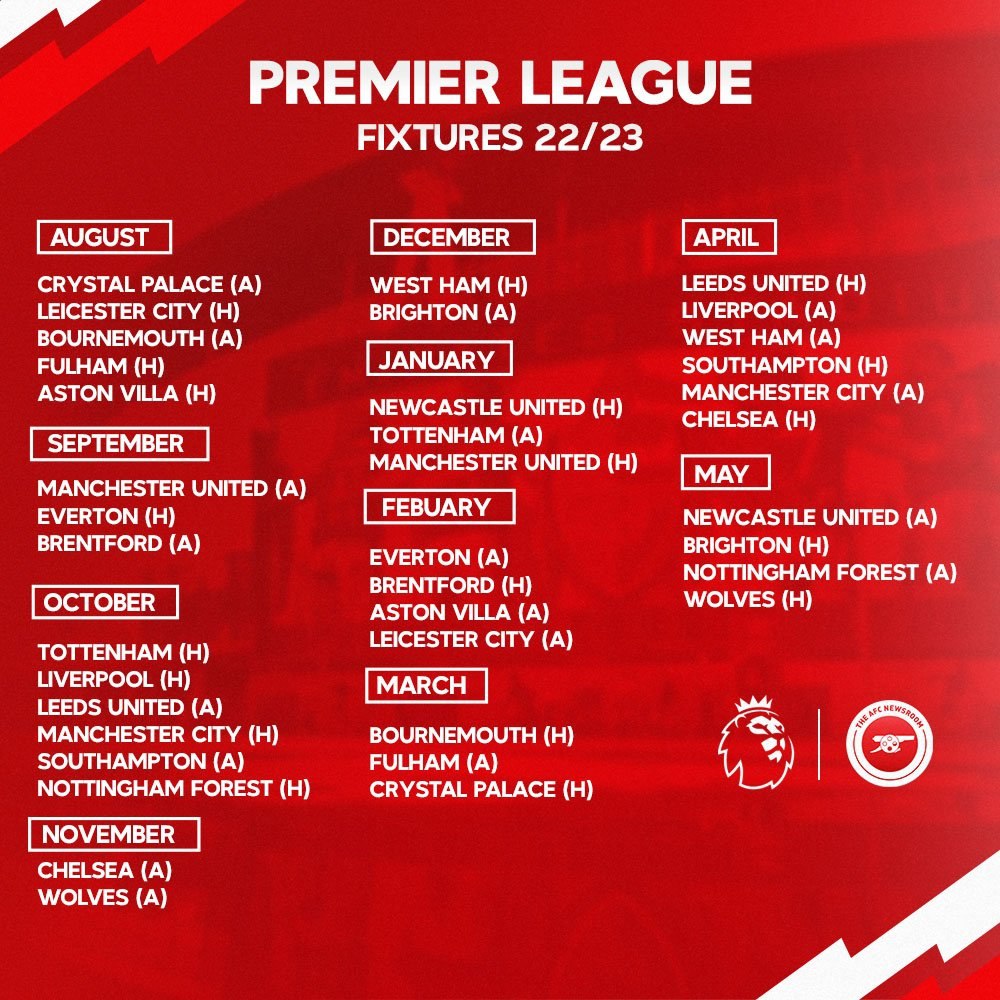 PREMIER LEAGUE
FIXTURES 22/23
AUGUST
CRYSTAL PALACE (A)
LEICESTER CITY (H)
BOURNEMOUTH (A)
FULHAM (H)
ASTON VILLA (H)
SEPTEMBER
MANCHESTER UNITED (A)
EVERTON (H)
BRENTFORD (A)
OCTOBER
TOTTENHAM (H)
LIVERPOOL (H)
LEEDS UNITED (A)
MANCHESTER CITY (H)
SOUTHAMPTON (A)
NOTTINGHAM FOREST (H)
NOVEMBER
CHELSEA (A)
WOLVES (A)
DECEMBER
WEST HAM (H)
BRIGHTON (A)
JANUARY
NEWCASTLE UNITED (H)
TOTTENHAM (A)
MANCHESTER UNITED (H)
FEBUARY
EVERTON (A)
BRENTFORD (H)
ASTON VILLA (A)
LEICESTER CITY (A)
MARCH
BOURNEMOUTH (H)
FULHAM (A)
CRYSTAL PALACE (H)
APRIL
LEEDS UNITED (H)
LIVERPOOL (A)
WEST HAM (A)
SOUTHAMPTON (H)
MANCHESTER CITY (A)
CHELSEA (H)
MAY
NEWCASTLE UNITED (A)
BRIGHTON (H)
NOTTINGHAM FOREST (A)
WOLVES (H)
THE AFC NEWSROOM